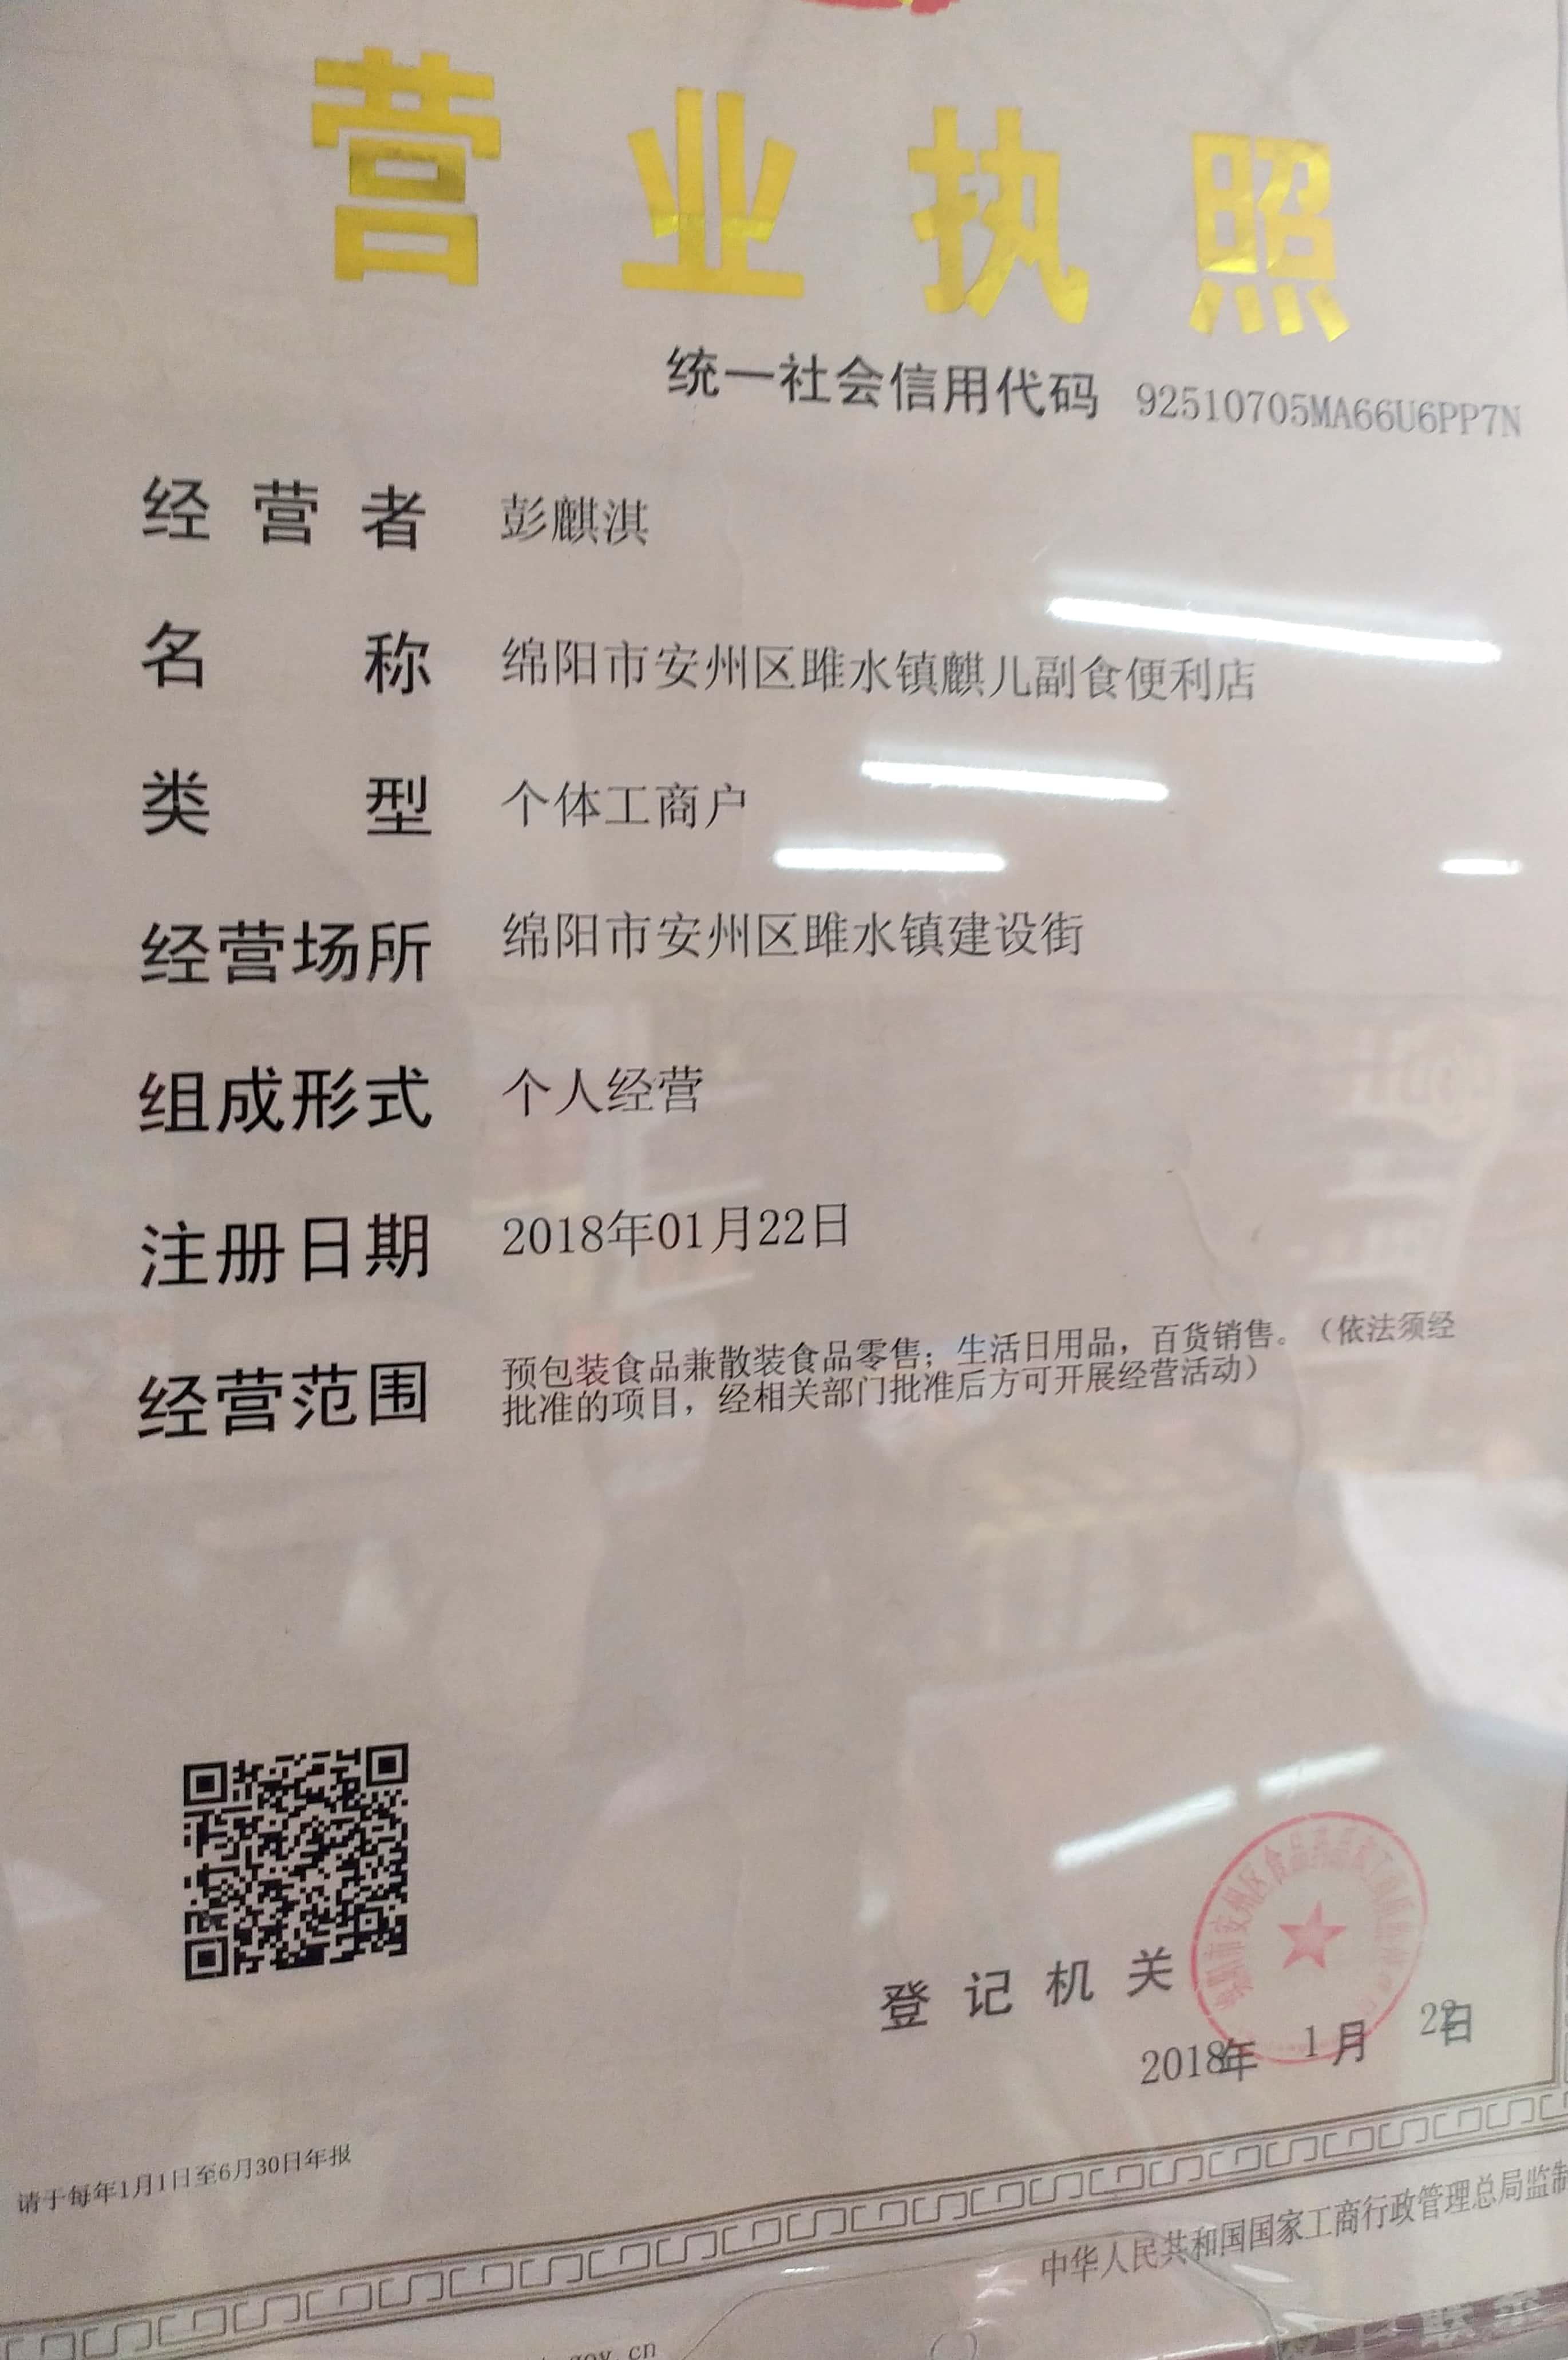 营业执照
统一社会信用代码 92510705MA66U6PP7N
经营者 彭麒淇
名称 绵阳市安州区雎水镇麒儿副食便利店
类型 个体工商户
经营场所 绵阳市安州区雎水镇建设街
组成形式 个人经营
注册日期 2018年01月22日
经营范围 预包装食品兼散装食品零售；生活日用品，百货销售。（依法须经
批准的项目，经相关部门批准后方可开展经营活动）
登记机关
2018年 1月 22日
请于每年1月1日至6月30日年报
中华人民共和国国家工商行政管理总局监制
gov.cn